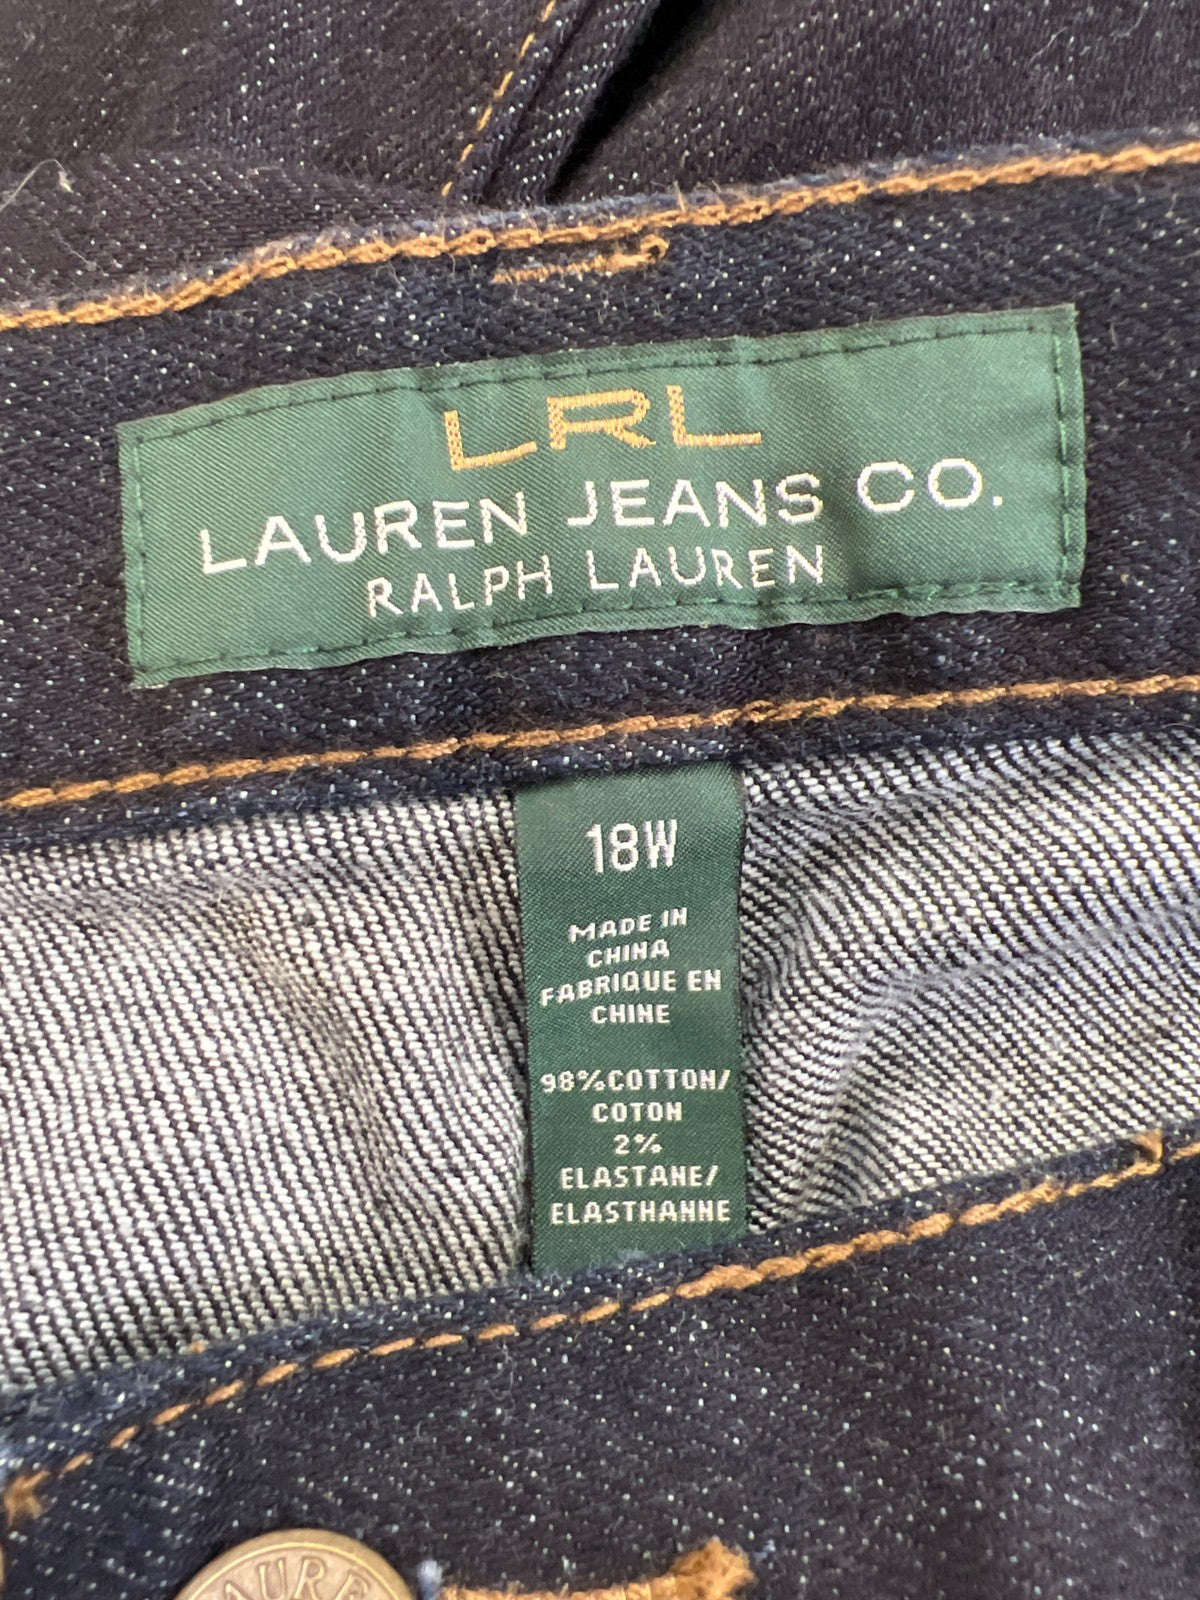 LRL
LAUREN JEANS CO.
RALPH LAUREN
18W
MADE IN
CHINA
FABRIQUE EN
CHINE
98% COTTON/
COTON
2%
ELASTANE/
ELASTHANNE